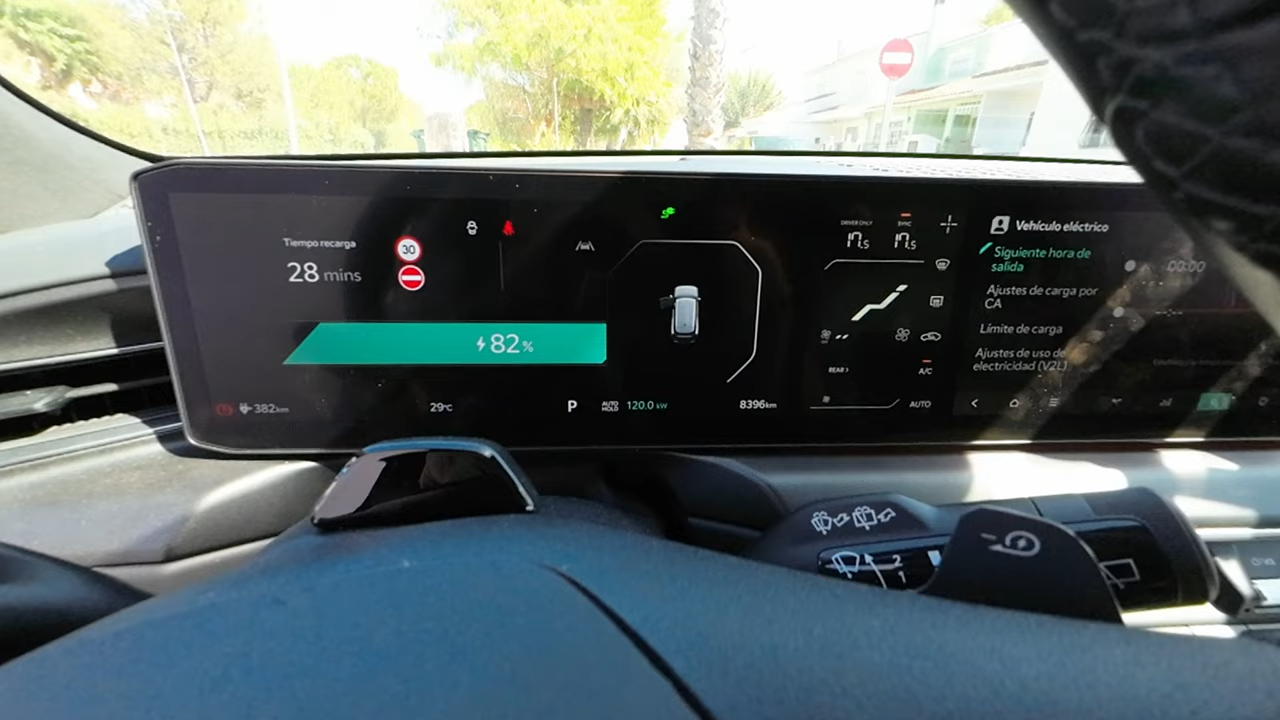 Tiempo recarga
28 mins
30
82%
382km
29°C
P
AUTO HOLD
120.0 kW
8396km
DRIVER ONLY
SYNC
17.5
17.5
REAR >
A/C
AUTO
Vehículo eléctrico
Siguiente hora de
salida
00:00
Ajustes de carga por
CA
--:--
Límite de carga
Ajustes de uso de
electricidad (V2L)
2
1